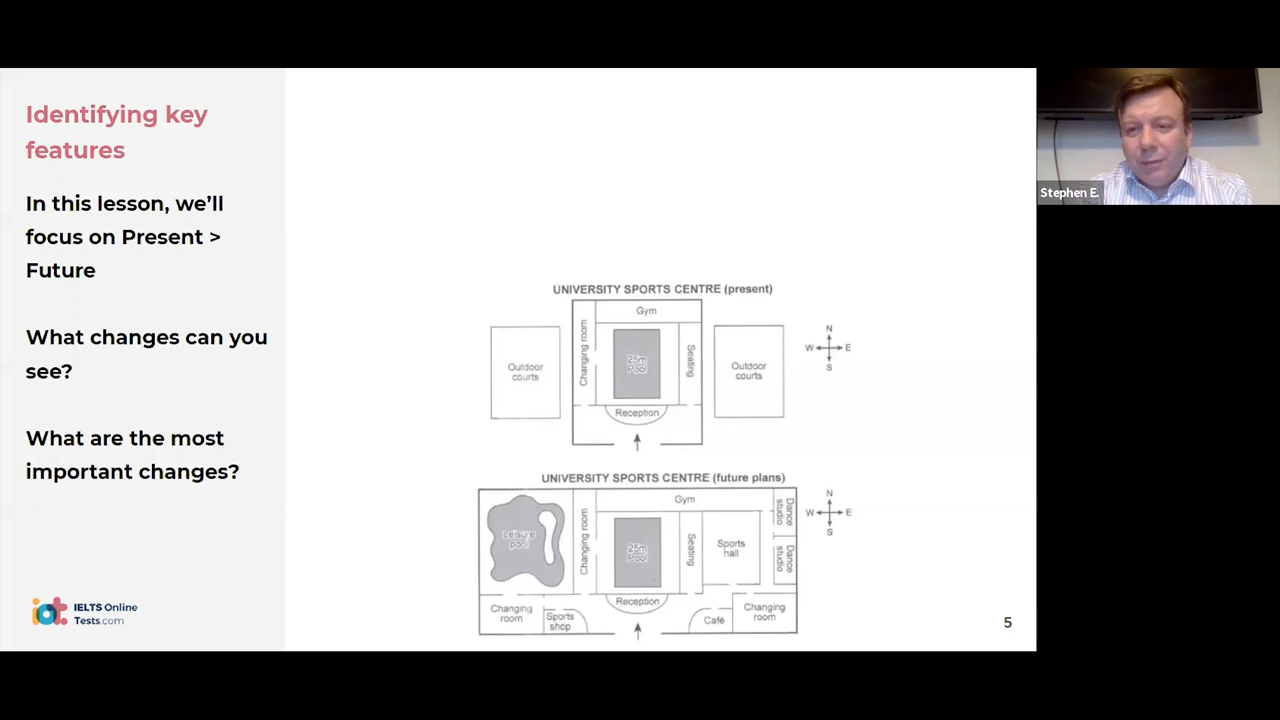 Identifying key
features
In this lesson, we’ll
focus on Present >
Future
What changes can you
see?
What are the most
important changes?
UNIVERSITY SPORTS CENTRE (present)
Gym
Changing room
25m
Pool
Seating
Outdoor
courts
Outdoor
courts
Reception
N
W E
S
UNIVERSITY SPORTS CENTRE (future plans)
Gym
Leisure
pool
Changing room
25m
Pool
Seating
Sports
hall
Dance
studio
Dance
studio
Reception
Changing
room
Sports
shop
Café
Changing
room
N
W E
S
iot IELTS Online
Tests.com
5
Stephen E.